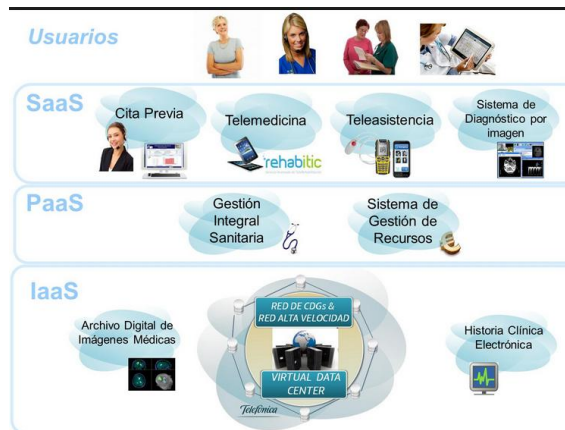 Usuarios
SaaS
Cita Previa
Telemedicina
rehabitic
Teleasistencia
Sistema de
Diagnóstico por
imagen
PaaS
Gestión
Integral
Sanitaria
Sistema de
Gestión de
Recursos
IaaS
Archivo Digital de
Imágenes Médicas
RED DE CDGs &
RED ALTA VELOCIDAD
VIRTUAL DATA
CENTER
Telefónica
Historia Clínica
Electrónica